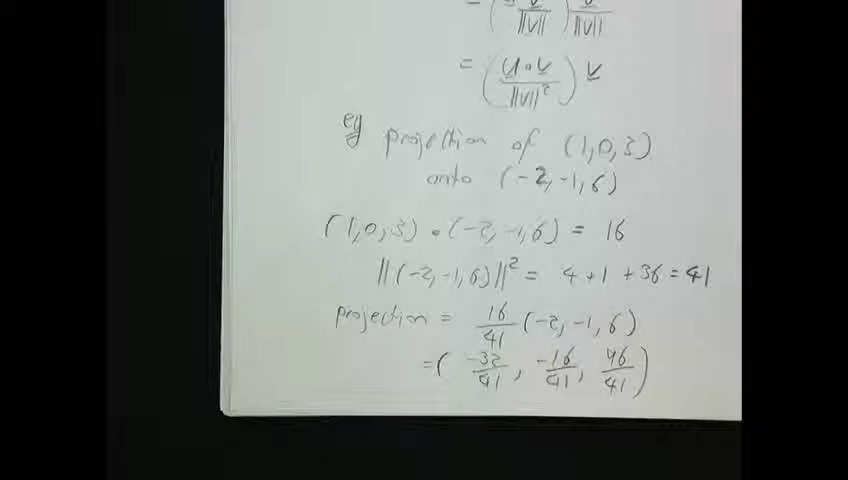 = ( u · v / ||v|| ) v / ||v||
= ( u · v / ||v||² ) v
eg projection of (1,0,3)
onto (-2,-1,6)
(1,0,3) · (-2,-1,6) = 16
||(-2,-1,6)||² = 4+1+36=41
projection = 16/41 (-2,-1,6)
=( -32/41, -16/41, 96/41 )